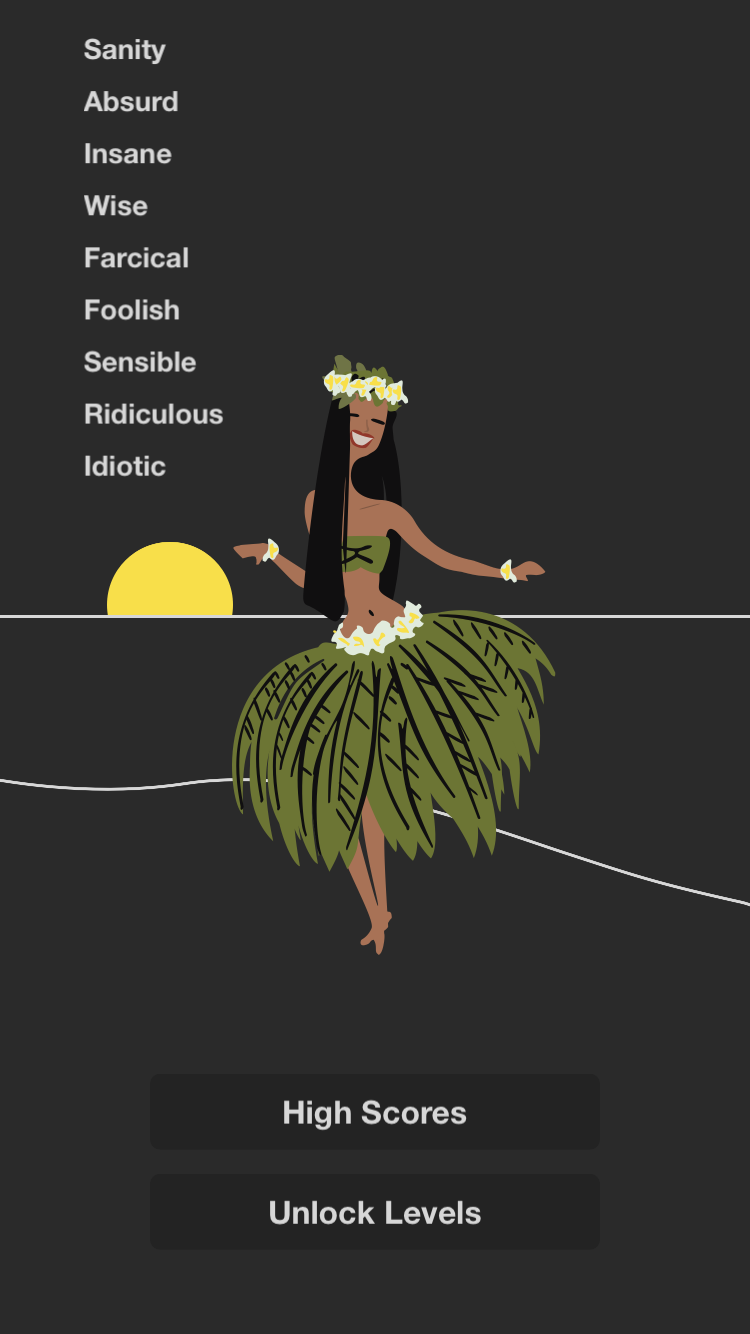 Sanity
Absurd
Insane
Wise
Farcical
Foolish
Sensible
Ridiculous
Idiotic
High Scores
Unlock Levels